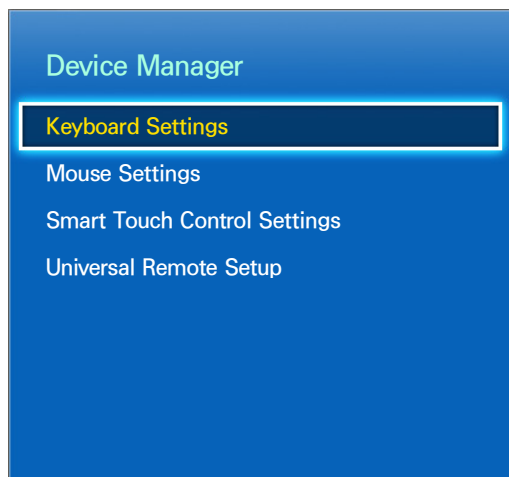 Device Manager
Keyboard Settings
Mouse Settings
Smart Touch Control Settings
Universal Remote Setup